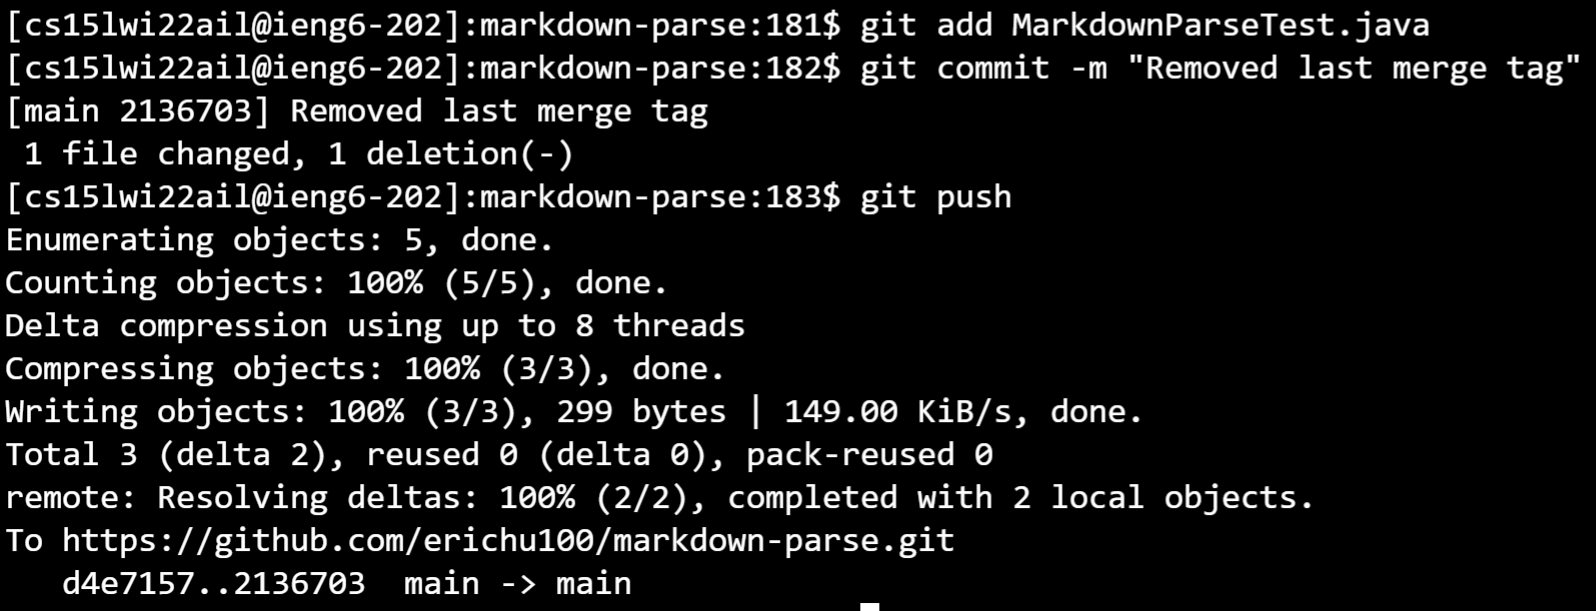 [cs15lwi22ail@ieng6-202]:markdown-parse:181$ git add MarkdownParseTest.java
[cs15lwi22ail@ieng6-202]:markdown-parse:182$ git commit -m "Removed last merge tag"
[main 2136703] Removed last merge tag
 1 file changed, 1 deletion(-)
[cs15lwi22ail@ieng6-202]:markdown-parse:183$ git push
Enumerating objects: 5, done.
Counting objects: 100% (5/5), done.
Delta compression using up to 8 threads
Compressing objects: 100% (3/3), done.
Writing objects: 100% (3/3), 299 bytes | 149.00 KiB/s, done.
Total 3 (delta 2), reused 0 (delta 0), pack-reused 0
remote: Resolving deltas: 100% (2/2), completed with 2 local objects.
To https://github.com/erichu100/markdown-parse.git
   d4e7157..2136703  main -> main